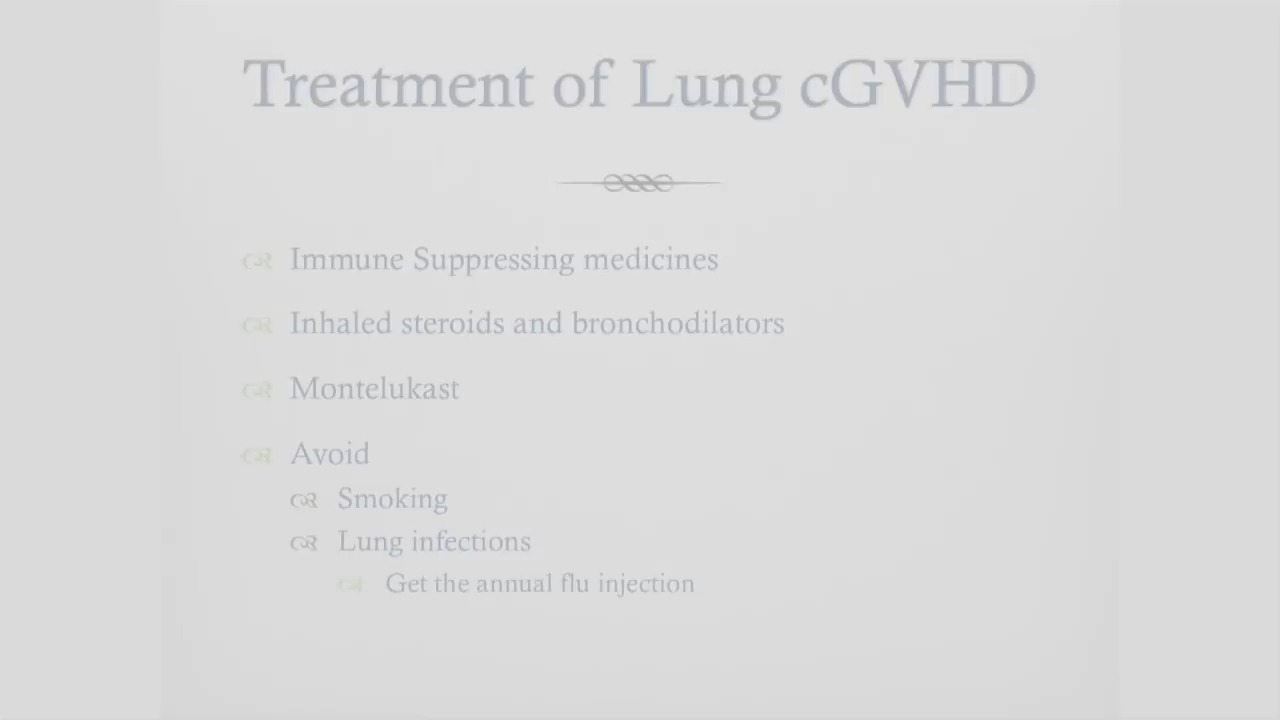 Treatment of Lung cGVHD
Immune Suppressing medicines
Inhaled steroids and bronchodilators
Montelukast
Avoid
Smoking
Lung infections
Get the annual flu injection